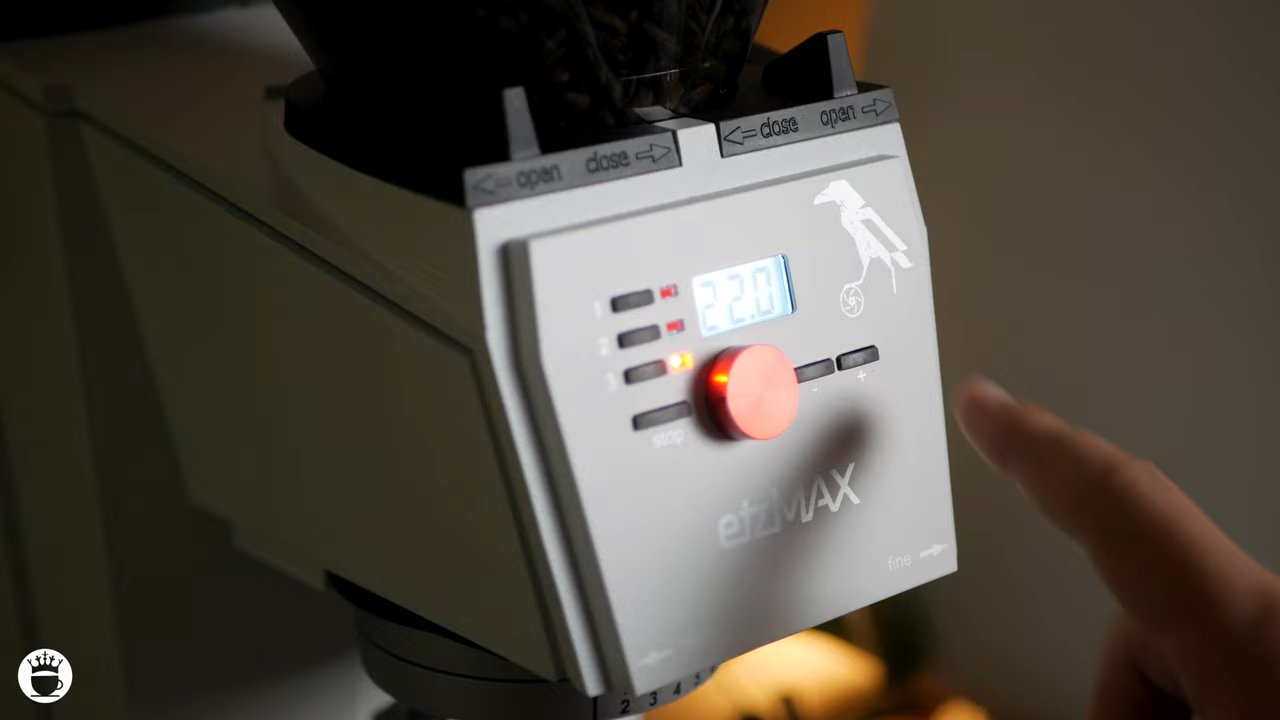 open close
close open
22.0
1
2
3
- +
stop
etzMAX
fine
2 3 4 5